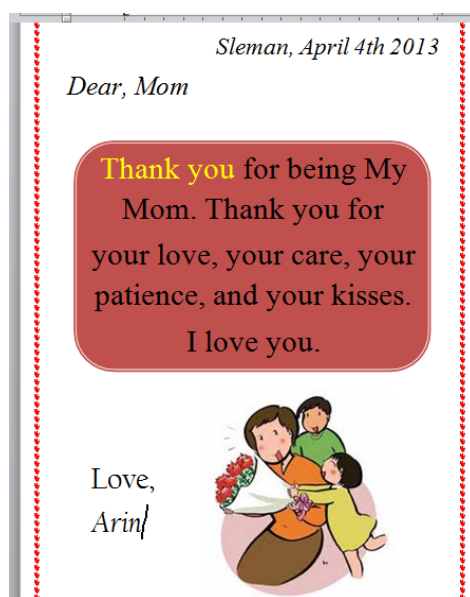 Sleman, April 4th 2013
Dear, Mom
Thank you for being My
Mom. Thank you for
your love, your care, your
patience, and your kisses.
I love you.
Love,
Arin